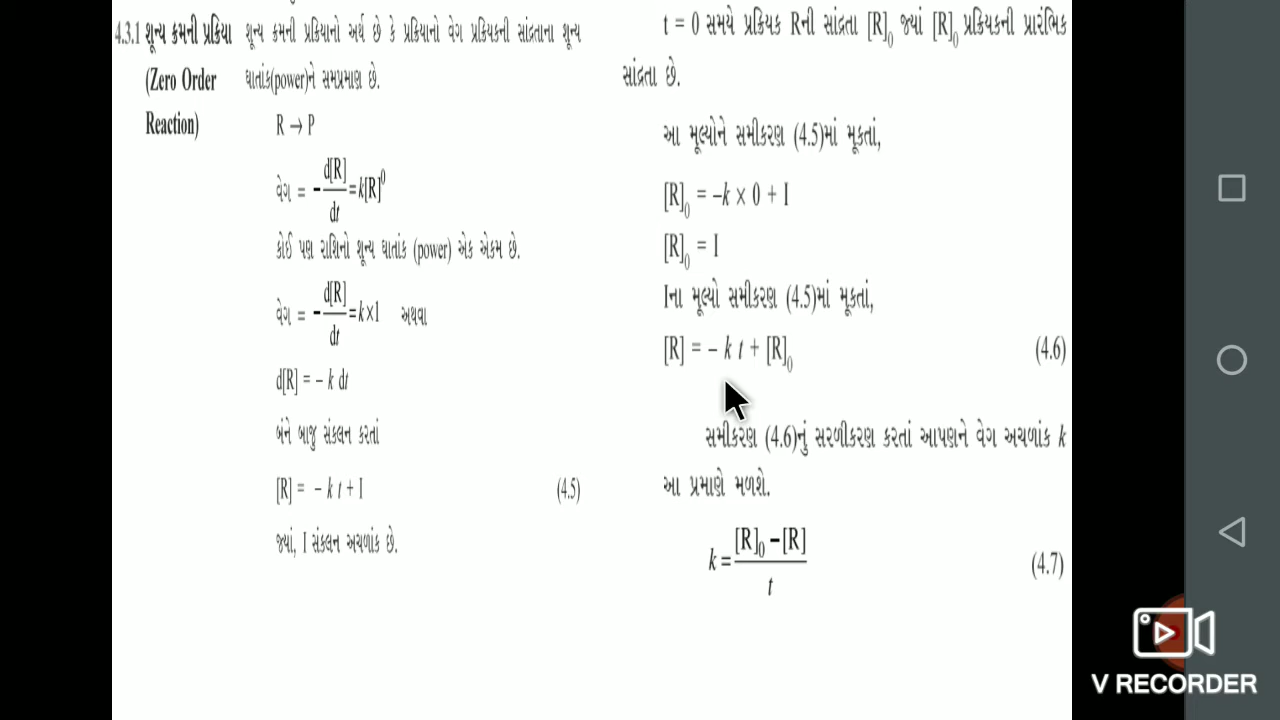 4.3.1 શૂન્ય ક્રમની પ્રક્રિયા
(Zero Order
Reaction)
શૂન્ય ક્રમની પ્રક્રિયાનો અર્થ છે કે પ્રક્રિયાનો વેગ પ્રક્રિયકની સાંદ્રતાના શૂન્ય
ઘાતાંક(power)ને સમપ્રમાણ છે.
R → P
વેગ = -d[R]/dt = k[R]⁰
કોઈ પણ રાશિનો શૂન્ય ઘાતાંક (power) એક એકમ છે.
વેગ = -d[R]/dt = k×1 અથવા
d[R] = – k dt
બંને બાજુ સંકલન કરતાં
[R] = – k t + I (4.5)
જ્યાં, I સંકલન અચળાંક છે.
t = 0 સમયે પ્રક્રિયક Rની સાંદ્રતા [R]₀ જ્યાં [R]₀ પ્રક્રિયકની પ્રારંભિક
સાંદ્રતા છે.
આ મૂલ્યોને સમીકરણ (4.5)માં મૂકતાં,
[R]₀ = –k × 0 + I
[R]₀ = I
Iના મૂલ્યો સમીકરણ (4.5)માં મૂકતાં,
[R] = – k t + [R]₀ (4.6)
સમીકરણ (4.6)નું સરળીકરણ કરતાં આપણને વેગ અચળાંક k
આ પ્રમાણે મળશે.
k = [R]₀ – [R]/t (4.7)
V RECORDER